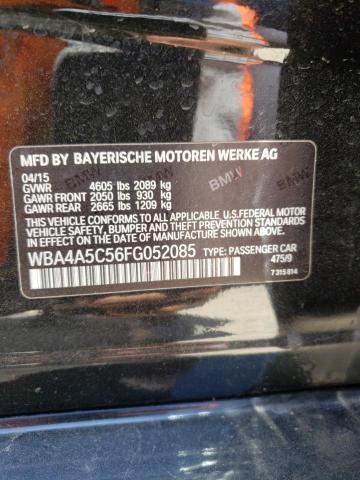 MFD BY BAYERISCHE MOTOREN WERKE AG
04/15
GVWR 4605 lbs 2089 kg
GAWR FRONT 2050 lbs 930 kg
GAWR REAR 2665 lbs 1209 kg
THIS VEHICLE CONFORMS TO ALL APPLICABLE U.S. FEDERAL MOTOR
VEHICLE SAFETY, BUMPER, AND THEFT PREVENTION STANDARDS
IN EFFECT ON THE DATE OF MANUFACTURE SHOWN ABOVE.
WBA4A5C56FG052085 TYPE: PASSENGER CAR
475/9
7 315 814